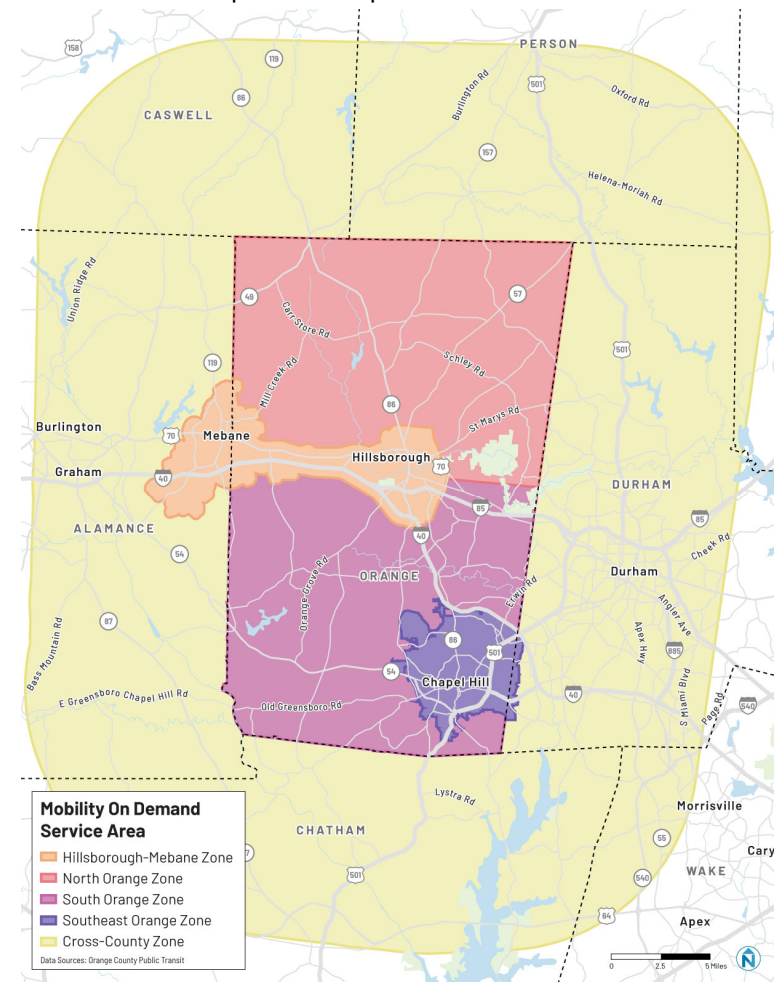 PERSON
158
119
501
86
Burlington Rd
Oxford Rd
CASWELL
157
Helena-Moriah Rd
Union Ridge Rd
49
57
Carr Store Rd
501
119
Schley Rd
Mill Creek Rd
86
St Marys Rd
Burlington
70
Mebane
Hillsborough
70
Graham
40
DURHAM
85
85
ALAMANCE
40
Cheek Rd
54
ORANGE
Durham
Orange Grove Rd
Erwin Rd
Angier Ave
87
Apex Hwy
86
501
885
Bass Mountain Rd
54
Chapel Hill
S Miami Blvd
E Greensboro Chapel Hill Rd
40
Page Rd
540
Old Greensboro Rd
Lystra Rd
Mobility On Demand
Service Area
Hillsborough-Mebane Zone
North Orange Zone
South Orange Zone
Southeast Orange Zone
Cross-County Zone
Data Sources: Orange County Public Transit
Morrisville
CHATHAM
55
7
Cary
501
WAKE
540
64
Apex
0 2.5 5 Miles
N